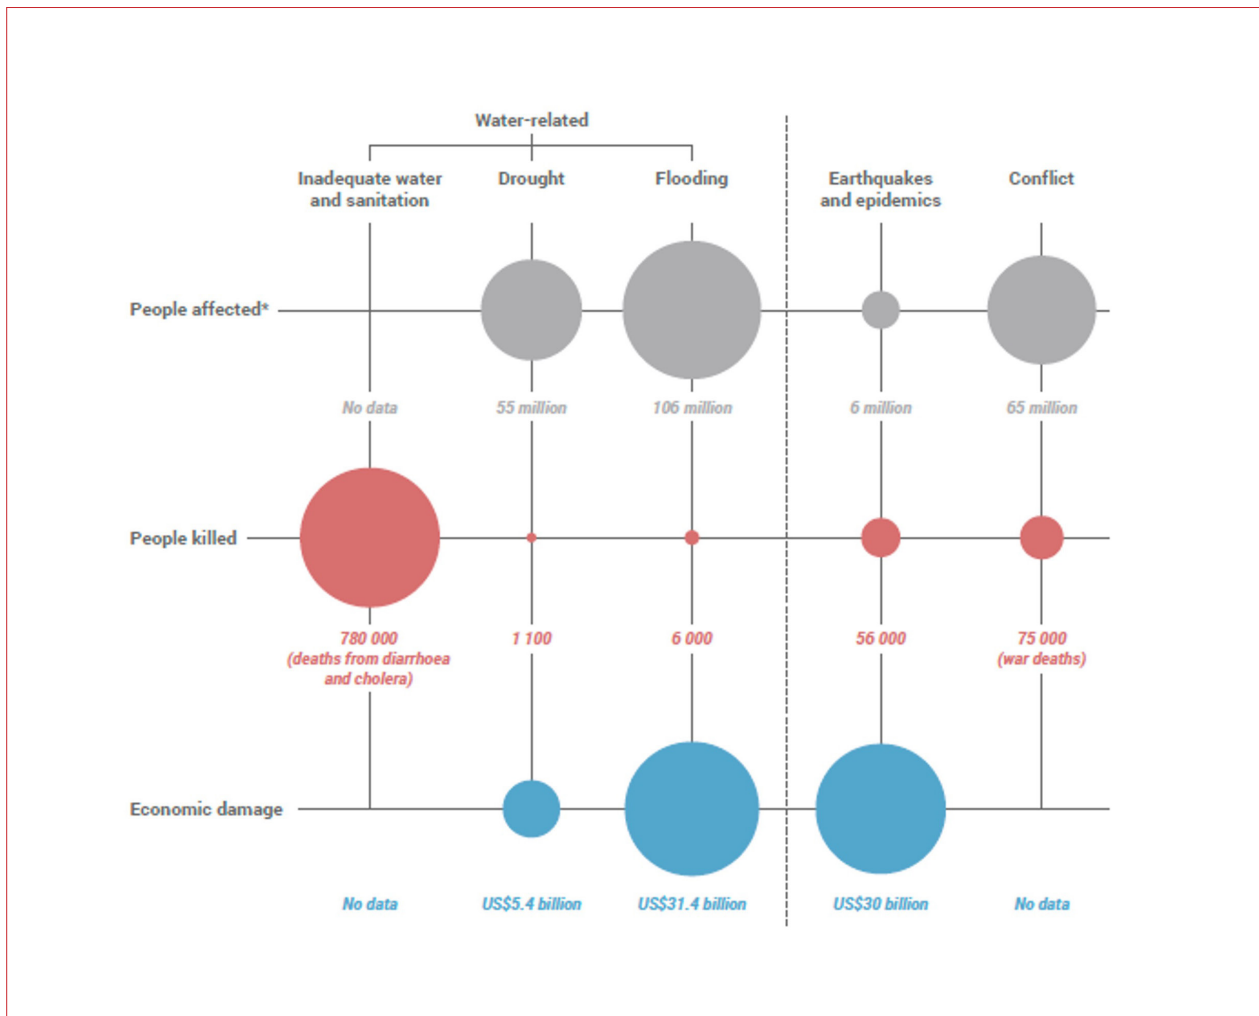 Water-related
Inadequate water
and sanitation
Drought
Flooding
Earthquakes
and epidemics
Conflict
People affected*
No data
55 million
106 million
6 million
65 million
People killed
780 000
(deaths from diarrhoea
and cholera)
1 100
6 000
56 000
75 000
(war deaths)
Economic damage
No data
US$5.4 billion
US$31.4 billion
US$30 billion
No data